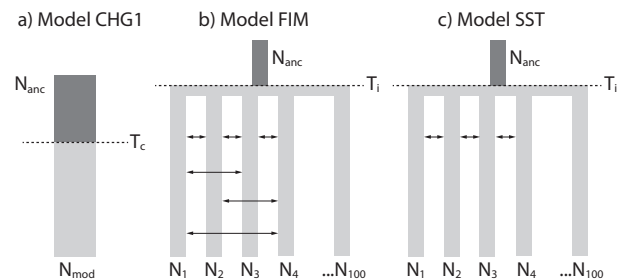 a) Model CHG1
b) Model FIM
c) Model SST
N_anc
T_c
N_mod
N_anc
T_i
N_1 N_2 N_3 N_4 ...N_100
N_anc
T_i
N_1 N_2 N_3 N_4 ...N_100